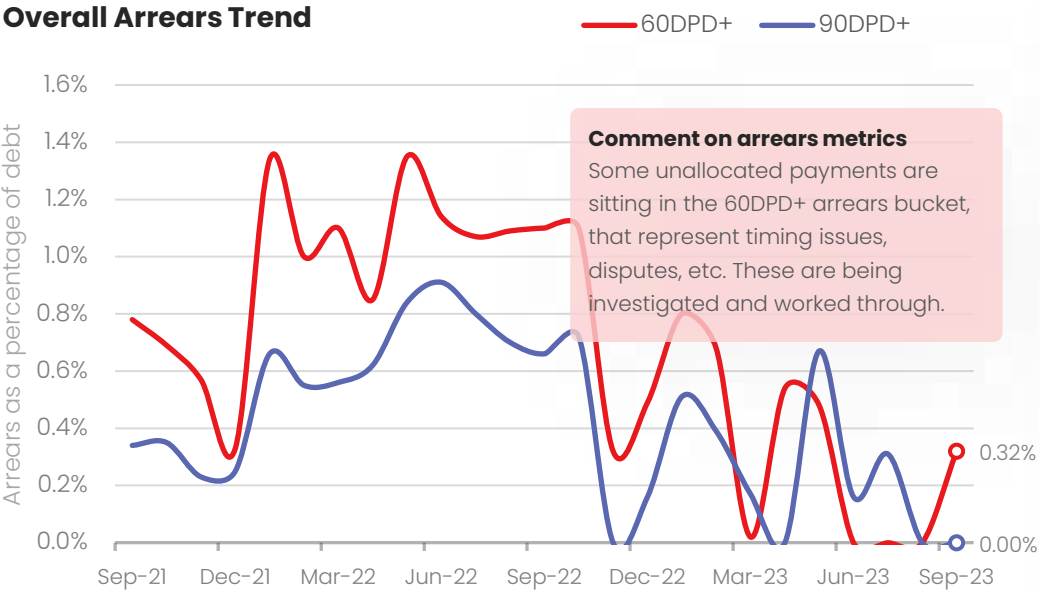 Overall Arrears Trend
60DPD+ 90DPD+
Arrears as a percentage of debt
1.6%
1.4%
1.2%
1.0%
0.8%
0.6%
0.4%
0.2%
0.0%
Comment on arrears metrics
Some unallocated payments are
sitting in the 60DPD+ arrears bucket,
that represent timing issues,
disputes, etc. These are being
investigated and worked through.
0.32%
0.00%
Sep-21 Dec-21 Mar-22 Jun-22 Sep-22 Dec-22 Mar-23 Jun-23 Sep-23